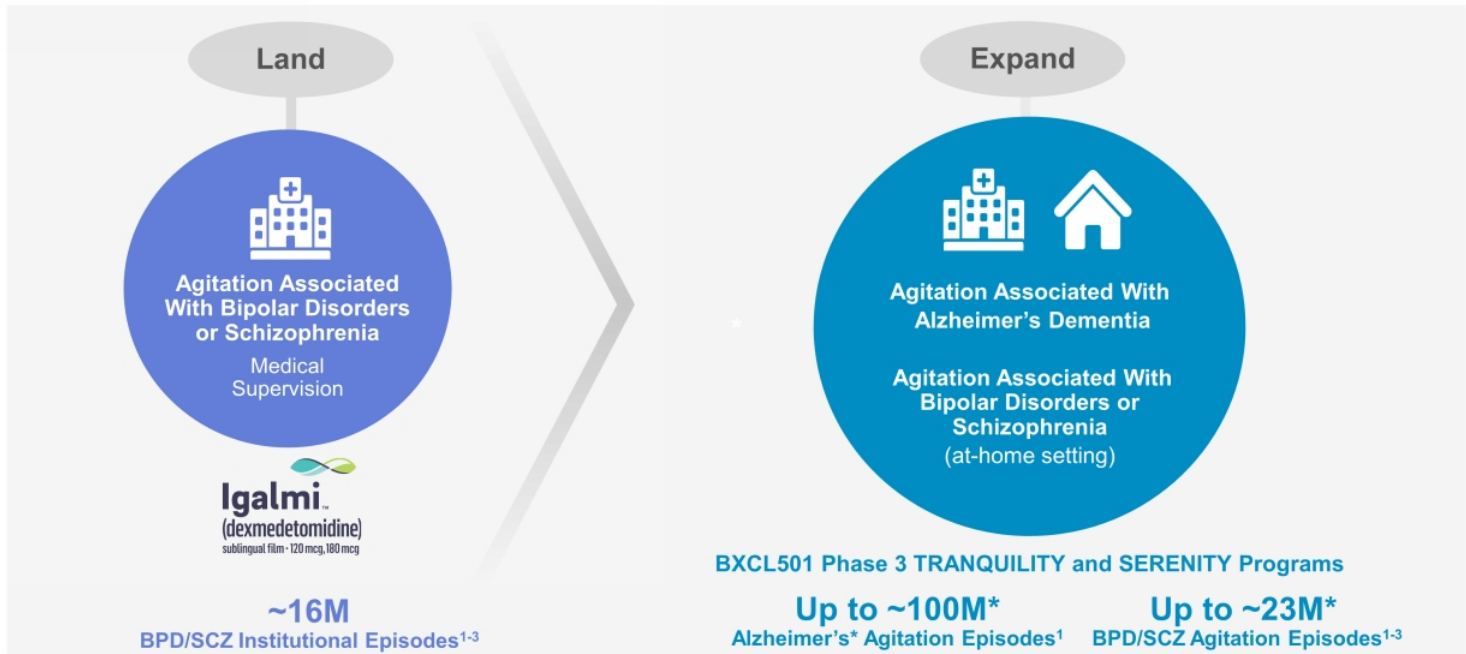 Land
Agitation Associated
With Bipolar Disorders
or Schizophrenia
Medical
Supervision
Igalmi™
(dexmedetomidine)
sublingual film · 120 mcg, 180 mcg
~16M
BPD/SCZ Institutional Episodes¹⁻³
Expand
*
Agitation Associated With
Alzheimer’s Dementia
Agitation Associated With
Bipolar Disorders or
Schizophrenia
(at-home setting)
BXCL501 Phase 3 TRANQUILITY and SERENITY Programs
Up to ~100M*
Alzheimer’s* Agitation Episodes¹
Up to ~23M*
BPD/SCZ Agitation Episodes¹⁻³